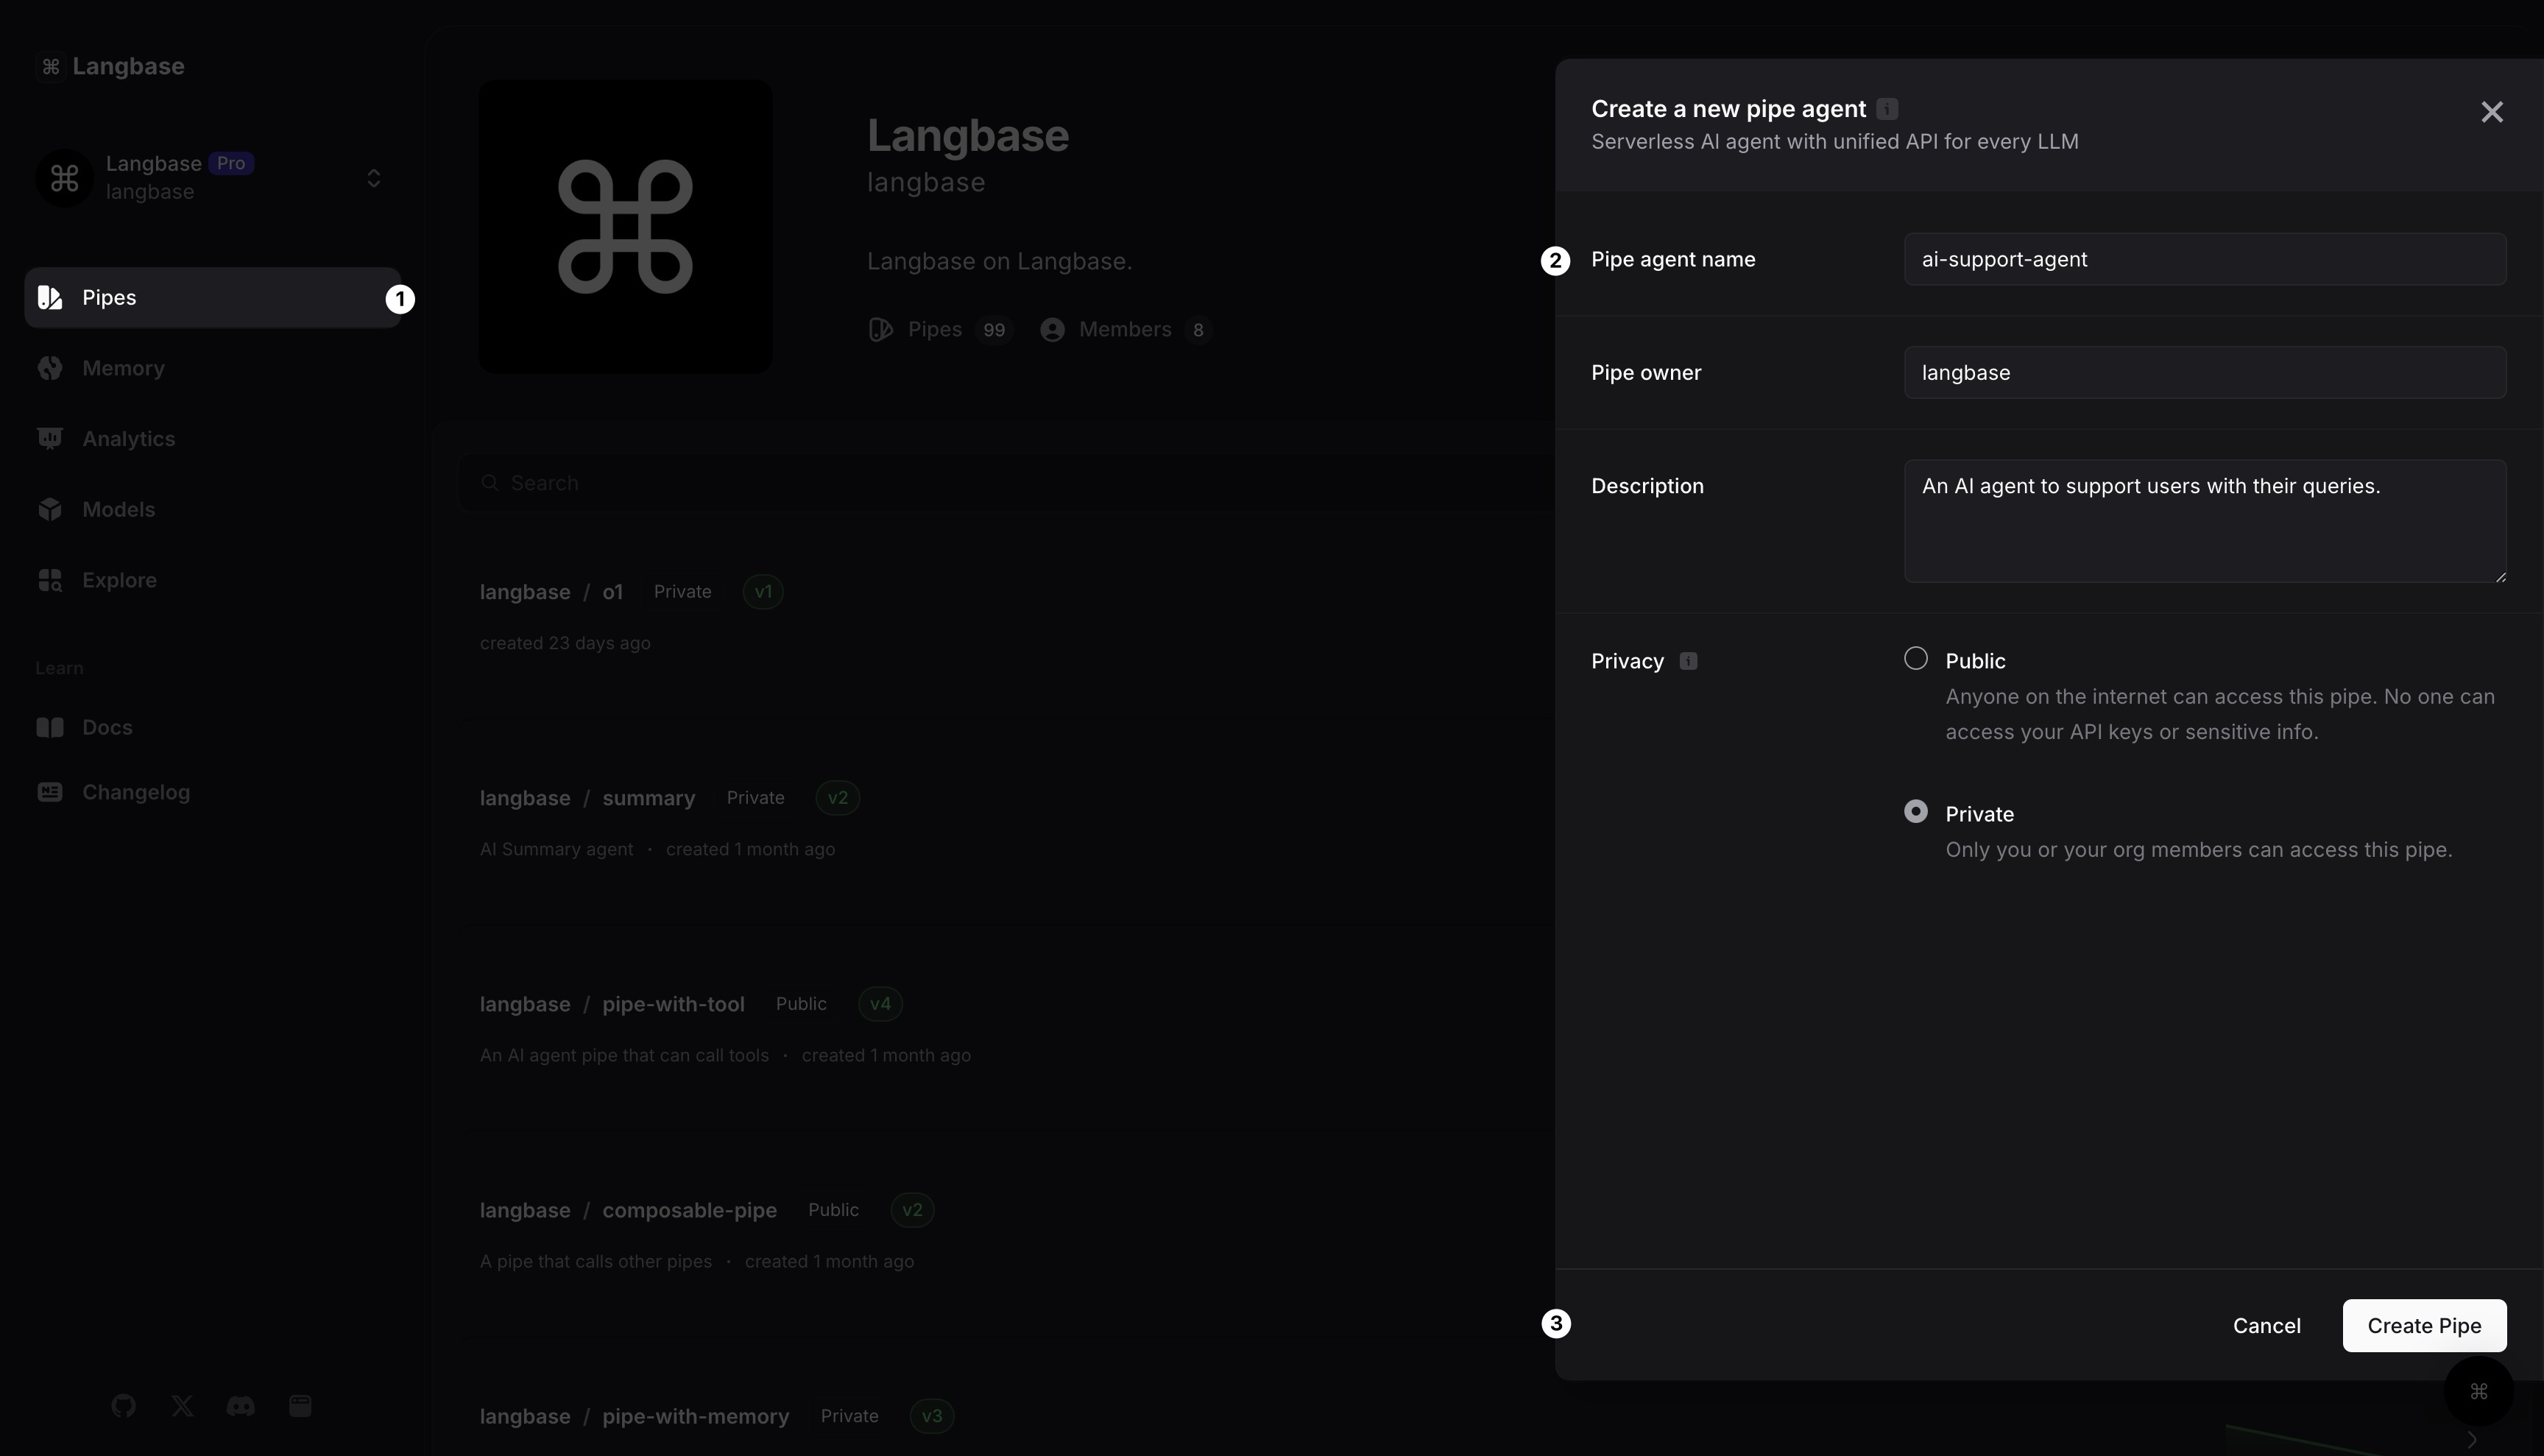 Langbase
Langbase Pro
langbase
Pipes 1
Memory
Analytics
Models
Explore
Learn
Docs
Changelog
Langbase
langbase
Langbase on Langbase.
Pipes 99 Members 8
Search
langbase / o1 Private v1
created 23 days ago
langbase / summary Private v2
AI Summary agent · created 1 month ago
langbase / pipe-with-tool Public v4
An AI agent pipe that can call tools · created 1 month ago
langbase / composable-pipe Public v2
A pipe that calls other pipes · created 1 month ago
langbase / pipe-with-memory Private v3
Create a new pipe agent i
Serverless AI agent with unified API for every LLM
2 Pipe agent name ai-support-agent
Pipe owner langbase
Description An AI agent to support users with their queries.
Privacy i Public
Anyone on the internet can access this pipe. No one can
access your API keys or sensitive info.
Private
Only you or your org members can access this pipe.
3 Cancel Create Pipe